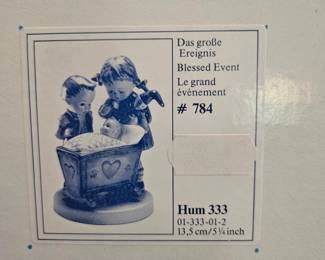 Das große
Ereignis
Blessed Event
Le grand
événement
# 784
Hum 333
01-333-01-2
13,5 cm/5¼ inch